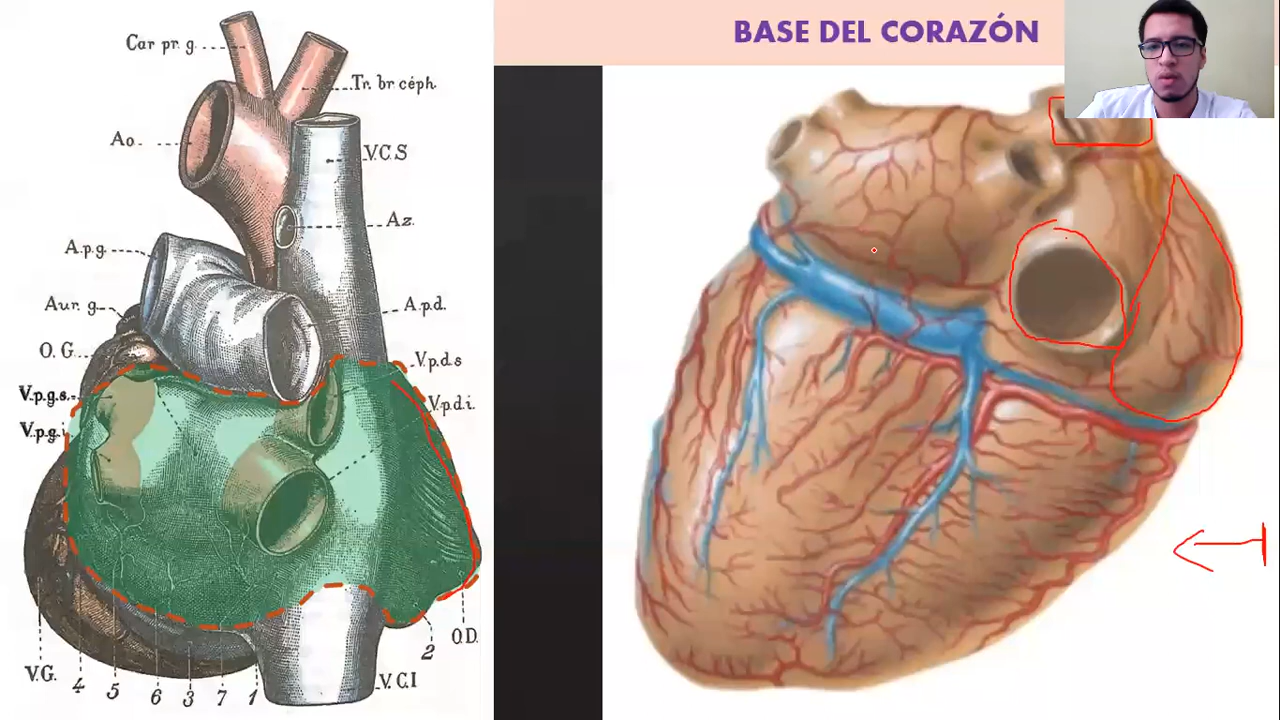 BASE DEL CORAZÓN
Car pr. g.
Tr. br céph.
Ao.
V.C.S
Az.
A.p.g.
Aur. g.
A.p.d.
O.G.
V.p.d.s
V.p.g.s.
V.p.d.i.
V.p.g.i
V.G.
4
5
6
3
7
1
V.C.I
2
O.D.